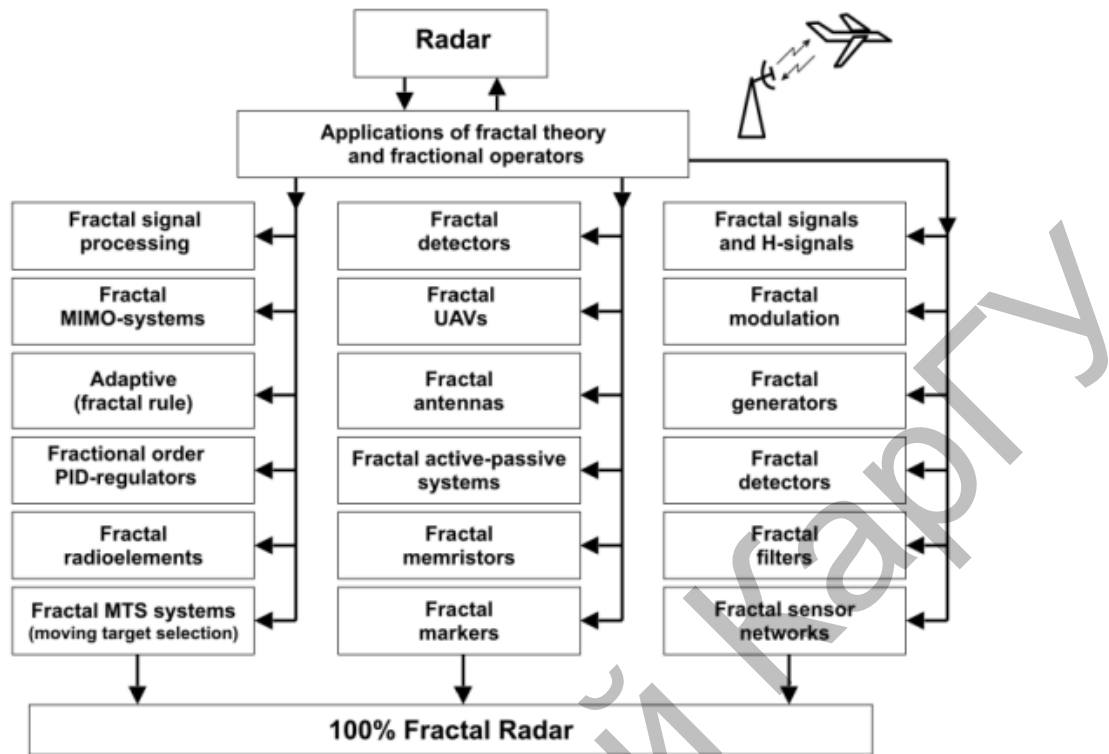 Radar
Applications of fractal theory
and fractional operators
Fractal signal
processing
Fractal
MIMO-systems
Adaptive
(fractal rule)
Fractional order
PID-regulators
Fractal
radioelements
Fractal MTS systems
(moving target selection)
Fractal
detectors
Fractal
UAVs
Fractal
antennas
Fractal active-passive
systems
Fractal
memristors
Fractal
markers
Fractal signals
and H-signals
Fractal
modulation
Fractal
generators
Fractal
detectors
Fractal
filters
Fractal sensor
networks
100% Fractal Radar
й КарГУ